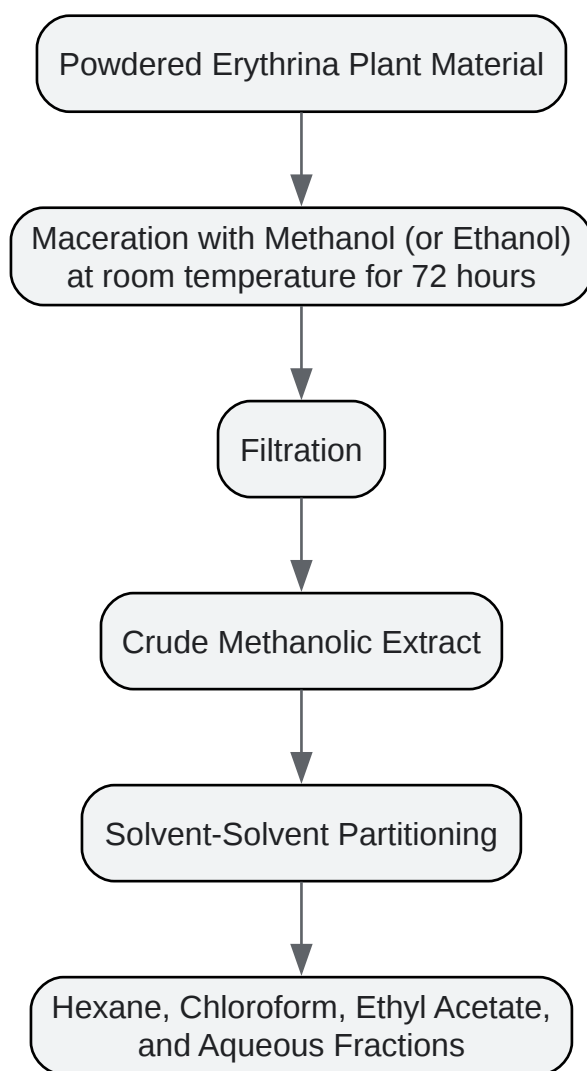 Powdered Erythrina Plant Material
Maceration with Methanol (or Ethanol)
at room temperature for 72 hours
Filtration
Crude Methanolic Extract
Solvent-Solvent Partitioning
Hexane, Chloroform, Ethyl Acetate,
and Aqueous Fractions